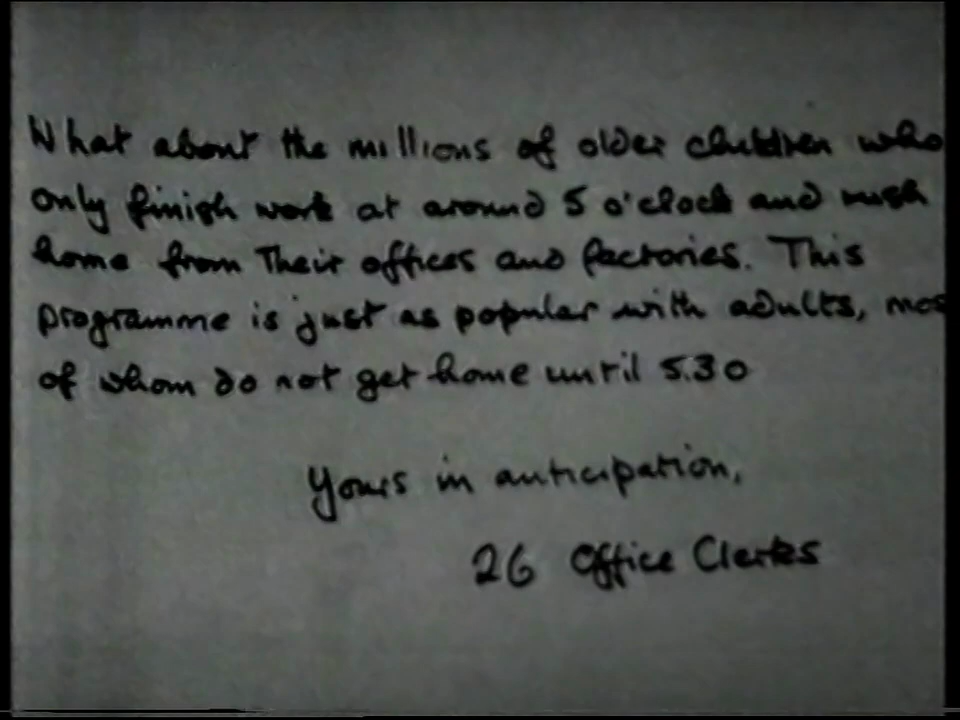 What about the millions of older children who
only finish work at around 5 o'clock and rush
home from their offices and factories. This
programme is just as popular with adults, mos
of whom do not get home until 5.30
Yours in anticipation,
26 Office Clerks